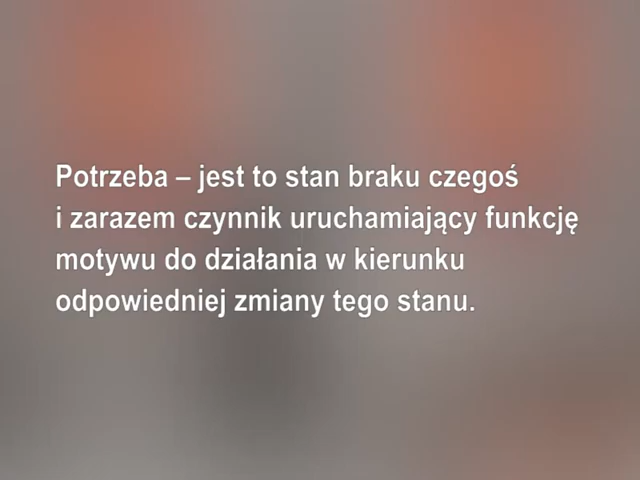 Potrzeba – jest to stan braku czegoś
i zarazem czynnik uruchamiający funkcję
motywu do działania w kierunku
odpowiedniej zmiany tego stanu.